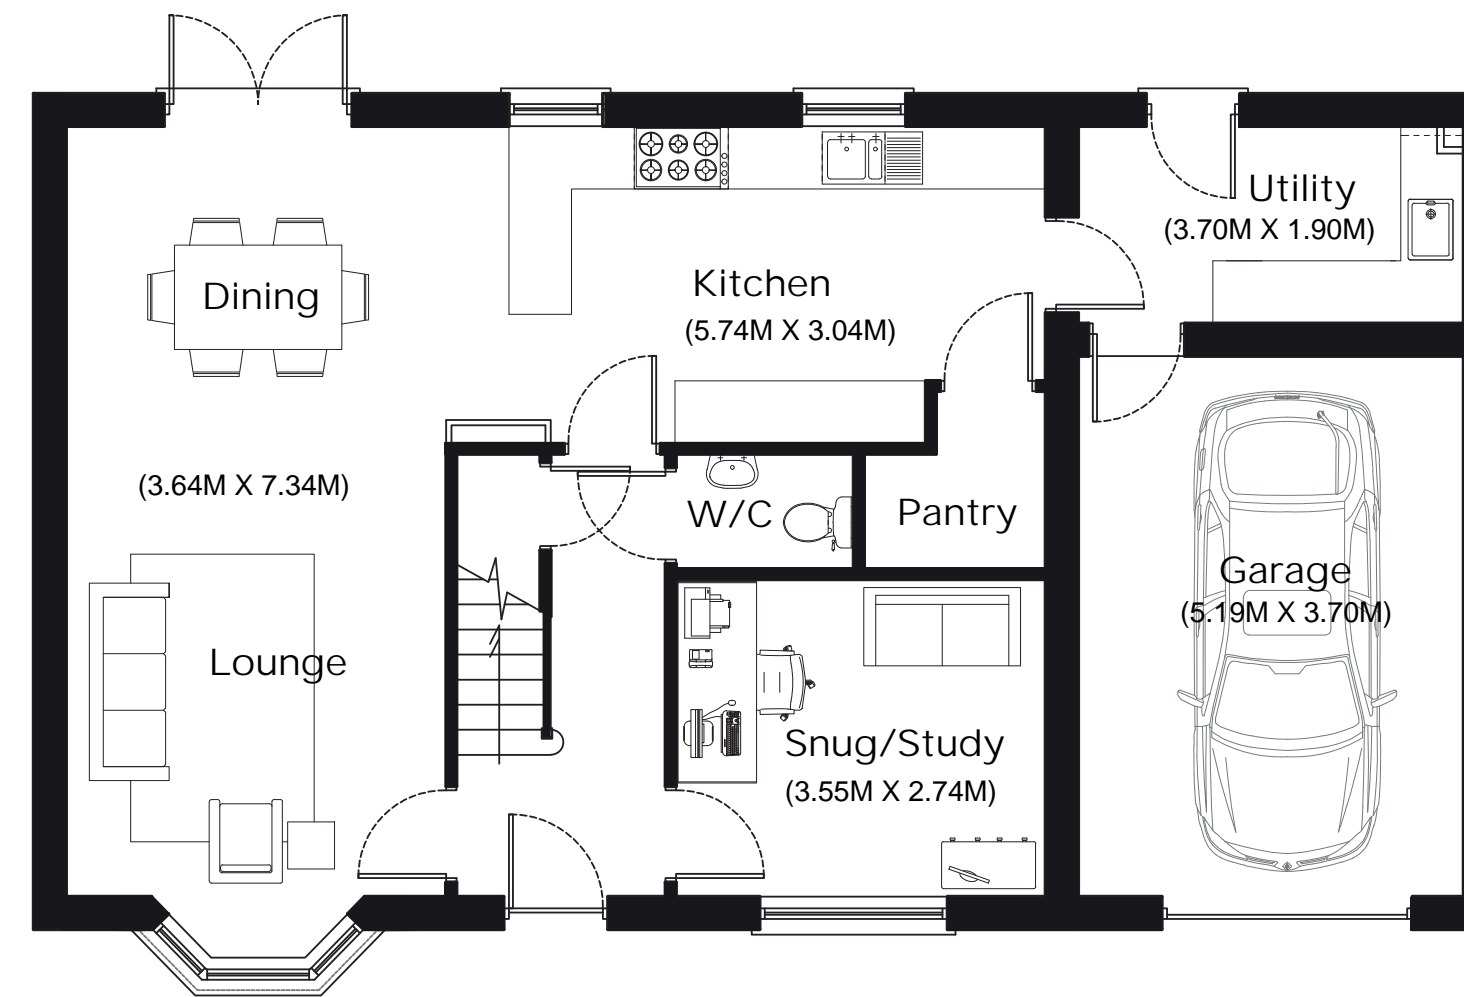 Utility
(3.70M X 1.90M)
Dining
Kitchen
(5.74M X 3.04M)
(3.64M X 7.34M)
W/C
Pantry
Garage
(5.19M X 3.70M)
Lounge
Snug/Study
(3.55M X 2.74M)